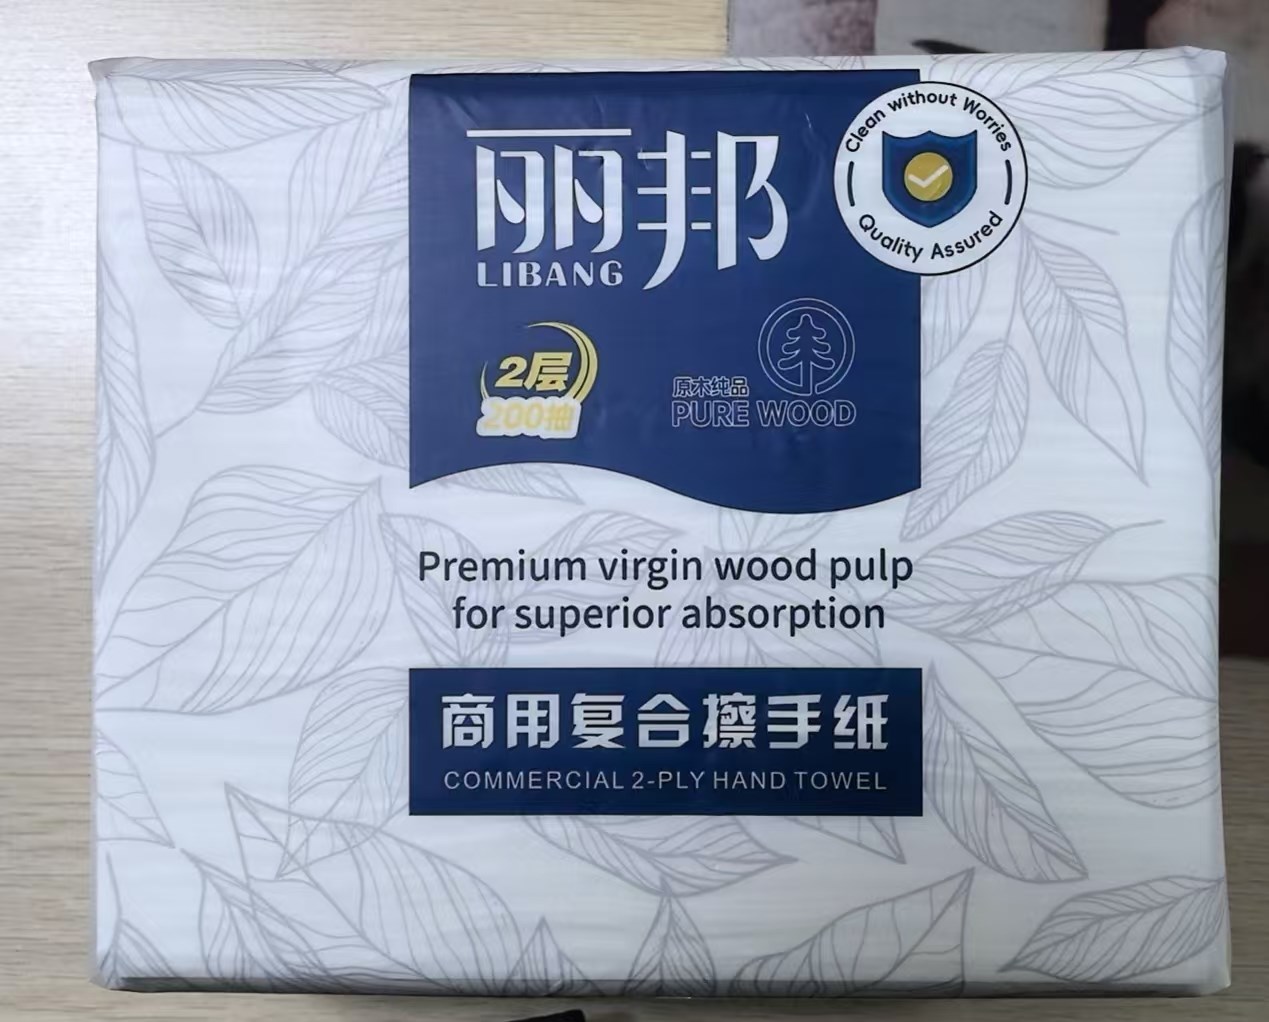 丽邦
LIBANG
Clean without Worries
Quality Assured
2层
200抽
原木纯品
PURE WOOD
Premium virgin wood pulp
for superior absorption
商用复合擦手纸
COMMERCIAL 2-PLY HAND TOWEL